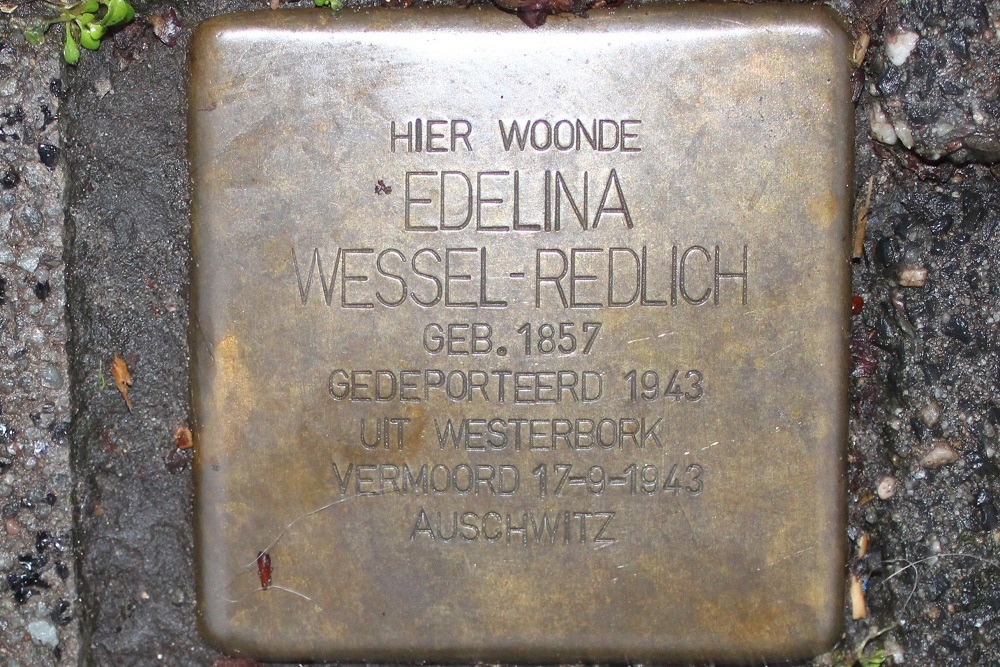 HIER WOONDE
EDELINA
WESSEL-REDLICH
GEB. 1857
GEDEPORTEERD 1943
UIT WESTERBORK
VERMOORD 17-9-1943
AUSCHWITZ